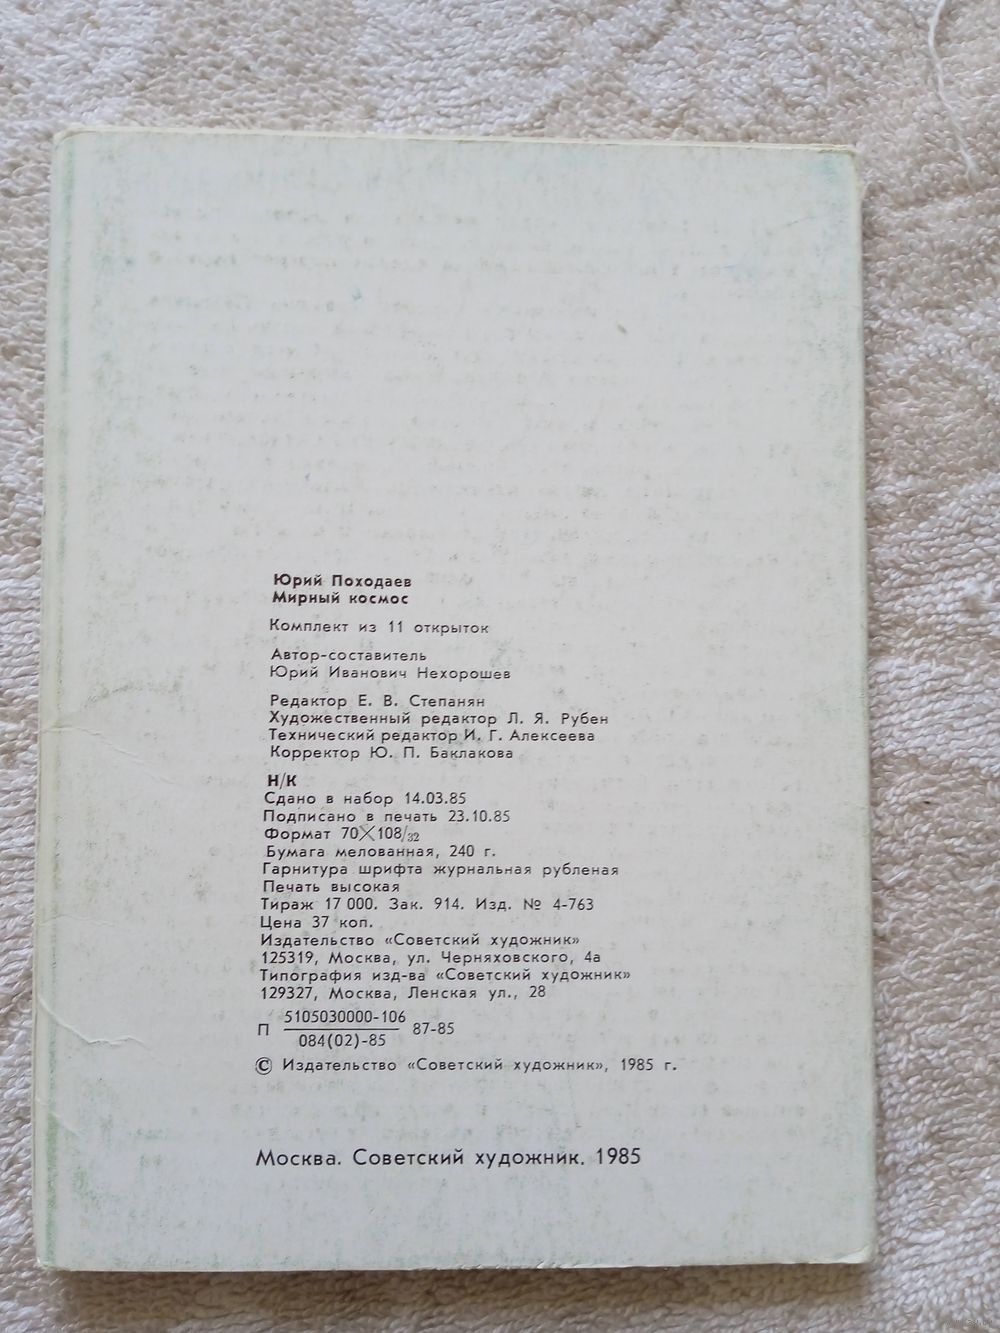 Юрий Походаев
Мирный космос
Комплект из 11 открыток
Автор-составитель
Юрий Иванович Нехорошев
Редактор Е. В. Степанян
Художественный редактор Л. Я. Рубен
Технический редактор И. Г. Алексеева
Корректор Ю. П. Баклакова
Н/К
Сдано в набор 14.03.85
Подписано в печать 23.10.85
Формат 70×108/32
Бумага мелованная, 240 г.
Гарнитура шрифта журнальная рубленая
Печать высокая
Тираж 17 000. Зак. 914. Изд. № 4-763
Цена 37 коп.
Издательство «Советский художник»
125319, Москва, ул. Черняховского, 4а
Типография изд-ва «Советский художник»
129327, Москва, Ленская ул., 28
П 5105030000-106 87-85
084(02)-85
© Издательство «Советский художник», 1985 г.
Москва. Советский художник. 1985